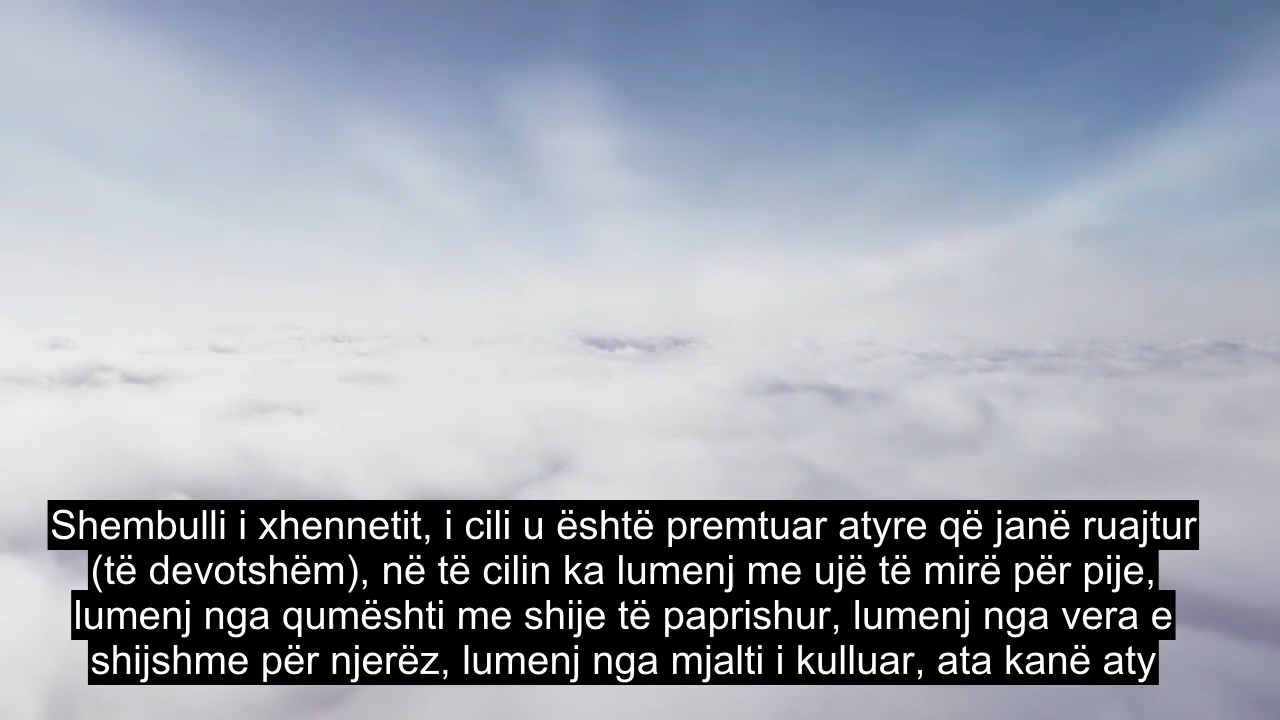 Shembulli i xhennetit, i cili u është premtuar atyre që janë ruajtur
(të devotshëm), në të cilin ka lumenj me ujë të mirë për pije,
lumenj nga qumështi me shije të paprishur, lumenj nga vera e
shijshme për njerëz, lumenj nga mjalti i kulluar, ata kanë aty